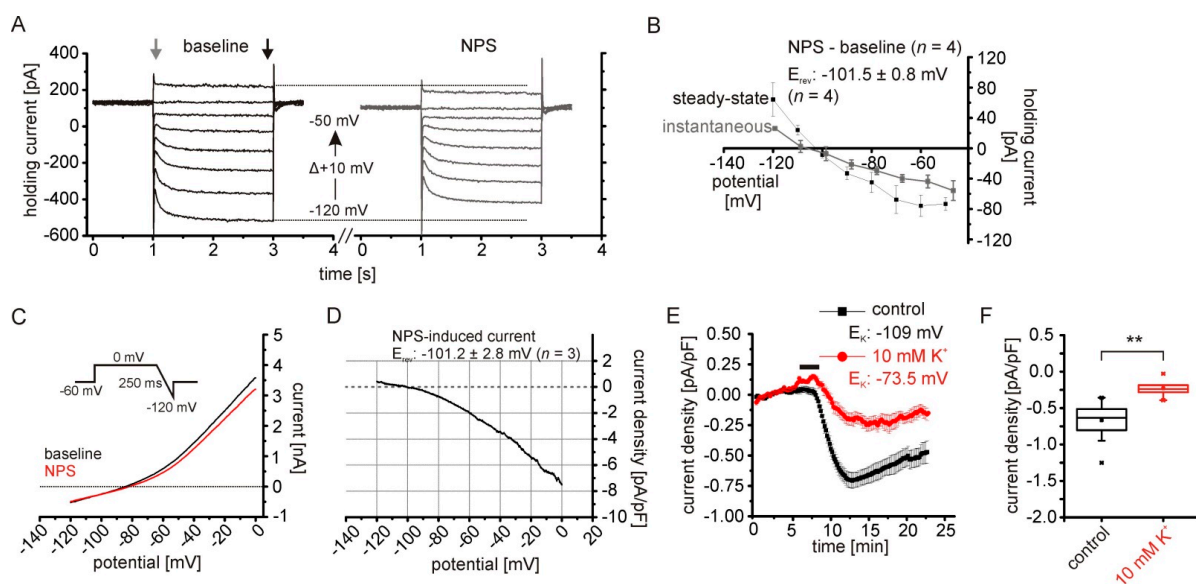 A
baseline
NPS
holding current [pA]
400
200
0
-200
-400
-600
-50 mV
Δ+10 mV
-120 mV
0 1 2 3 4
//
0 1 2 3 4
time [s]
B
NPS - baseline (n = 4)
Erev: -101.5 ± 0.8 mV
(n = 4)
steady-state
instantaneous
-140 -120 -80 -60
potential
[mV]
120
80
40
0
-40
-80
-120
holding current
[pA]
C
0 mV
-60 mV
250 ms
-120 mV
baseline
NPS
5
4
3
2
1
0
-1
current [nA]
-140 -120 -100 -80 -60 -40 -20 0
potential [mV]
D
NPS-induced current
Erev: -101.2 ± 2.8 mV (n = 3)
2
0
-2
-4
-6
-8
-10
current density [pA/pF]
-140 -120 -100 -80 -60 -40 -20 0 20
potential [mV]
E
control
EK: -109 mV
10 mM K+
EK: -73.5 mV
current density [pA/pF]
0.50
0.25
0.00
-0.25
-0.50
-0.75
-1.00
0 5 10 15 20 25
time [min]
F
**
current density [pA/pF]
0.5
0.0
-0.5
-1.0
-1.5
-2.0
control
10 mM K+